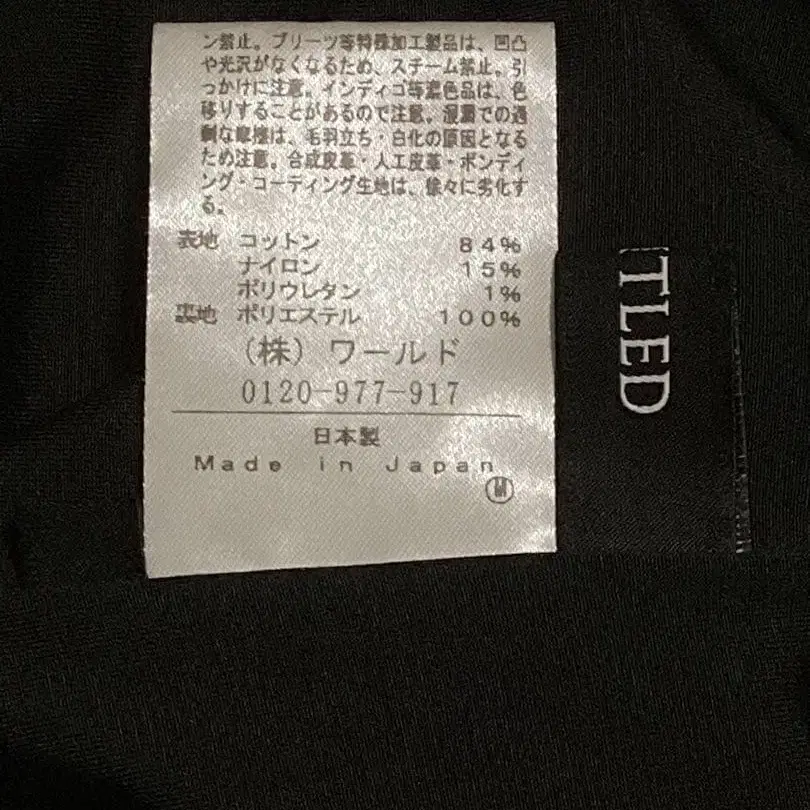 ン禁止。プリーツ等特殊加工製品は、凹凸
や光沢がなくなるため、スチーム禁止。引
っかけに注意。インディゴ等濃色品は、色
移りすることがあるので注意。湿潤での過
剰な摩擦は、毛羽立ち・白化の原因となる
ため注意。合成皮革・人工皮革・ボンディ
ング・コーティング生地は、徐々に劣化す
る。
表地 コットン 84%
ナイロン 15%
ポリウレタン 1%
裏地 ポリエステル 100%
(株)ワールド
0120-977-917
日本製
Made in Japan
M
TLED